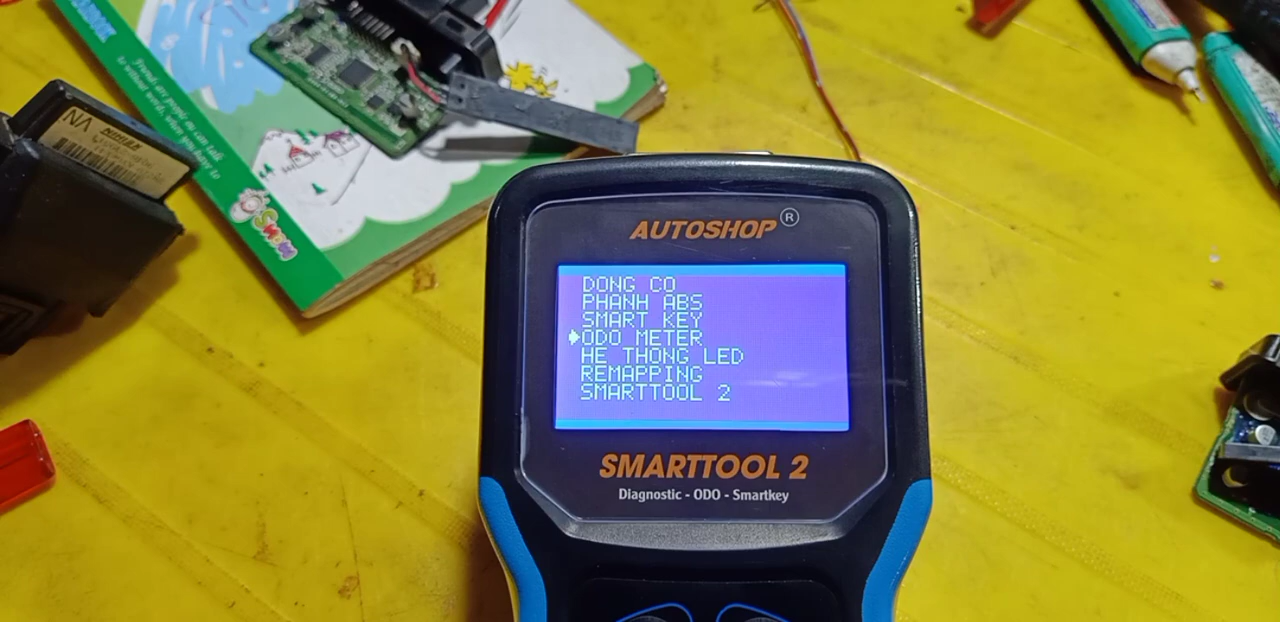 AUTOSHOP ®
DONG CO
PHANH ABS
SMART KEY
ODO METER
HE THONG LED
REMAPPING
SMARTTOOL 2
SMARTTOOL 2
Diagnostic - ODO - Smartkey
Snow
NA